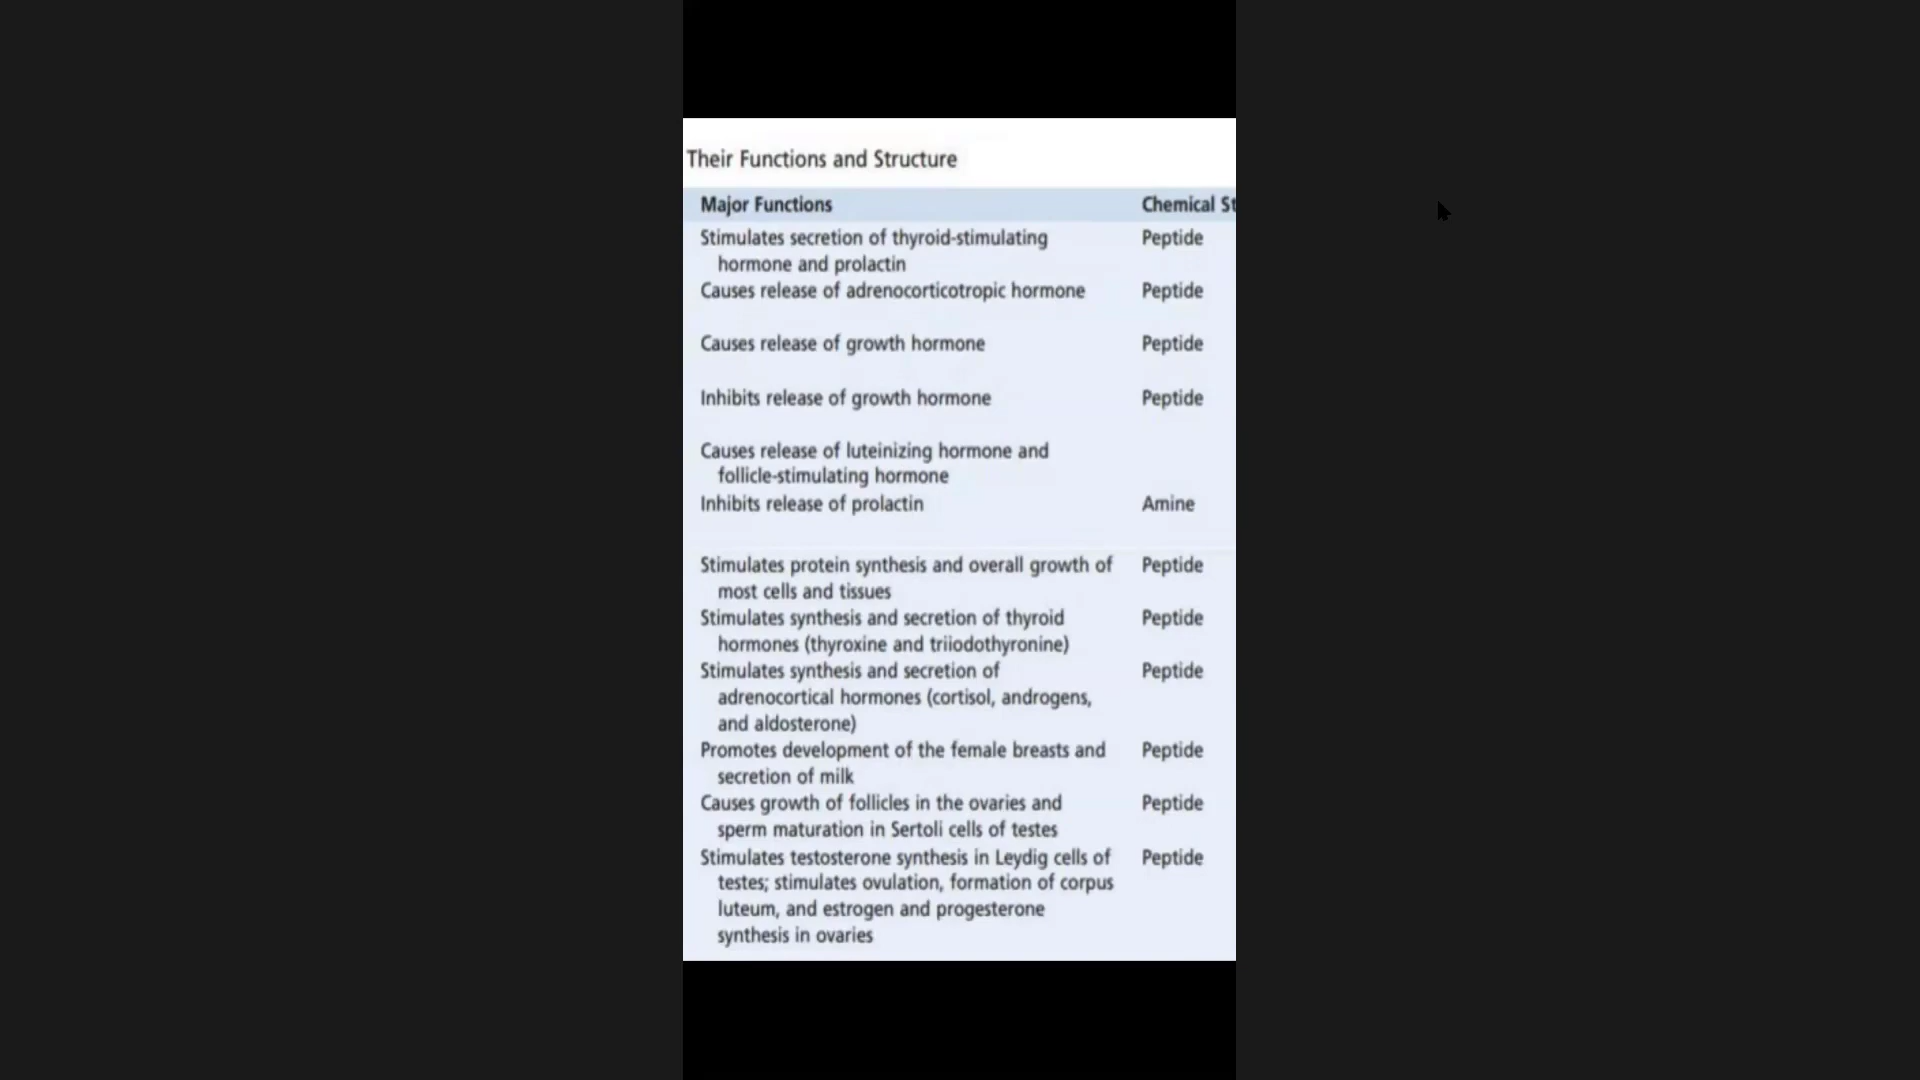 Their Functions and Structure
Major Functions Chemical St
Stimulates secretion of thyroid-stimulating Peptide
hormone and prolactin
Causes release of adrenocorticotropic hormone Peptide
Causes release of growth hormone Peptide
Inhibits release of growth hormone Peptide
Causes release of luteinizing hormone and
follicle-stimulating hormone
Inhibits release of prolactin Amine
Stimulates protein synthesis and overall growth of Peptide
most cells and tissues
Stimulates synthesis and secretion of thyroid Peptide
hormones (thyroxine and triiodothyronine)
Stimulates synthesis and secretion of Peptide
adrenocortical hormones (cortisol, androgens,
and aldosterone)
Promotes development of the female breasts and Peptide
secretion of milk
Causes growth of follicles in the ovaries and Peptide
sperm maturation in Sertoli cells of testes
Stimulates testosterone synthesis in Leydig cells of Peptide
testes; stimulates ovulation, formation of corpus
luteum, and estrogen and progesterone
synthesis in ovaries